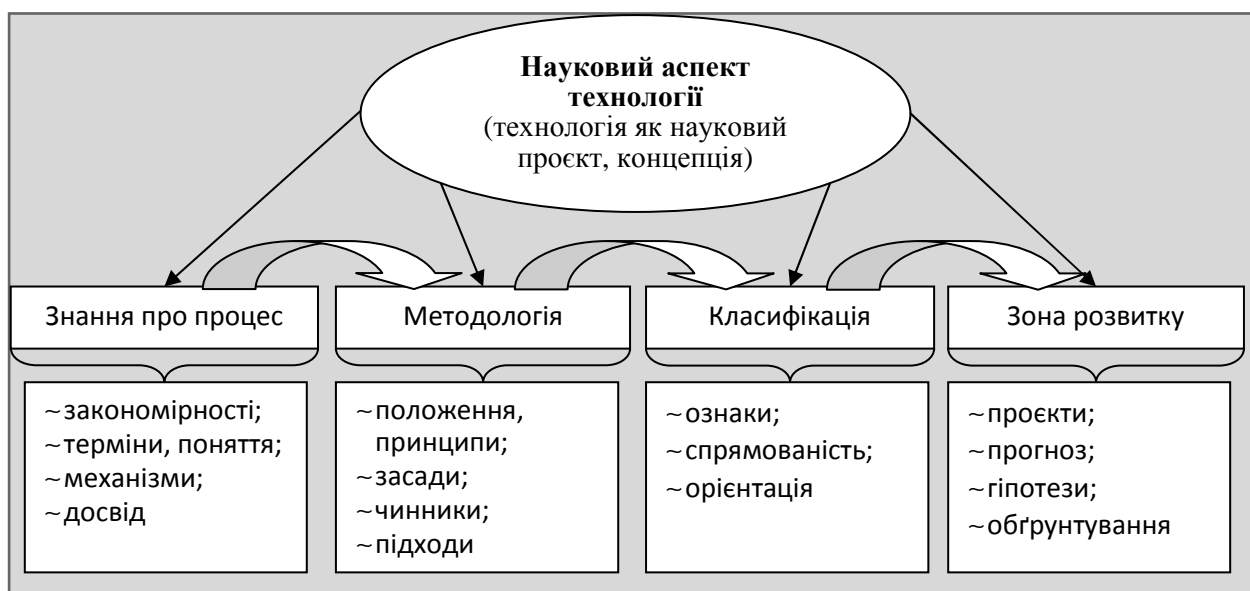 Науковий аспект
технології
(технологія як науковий
проєкт, концепція)
Знання про процес
Методологія
Класифікація
Зона розвитку
~закономірності;
~терміни, поняття;
~механізми;
~досвід
~положення,
принципи;
~засади;
~чинники;
~підходи
~ознаки;
~спрямованість;
~орієнтація
~проєкти;
~прогноз;
~гіпотези;
~обґрунтування